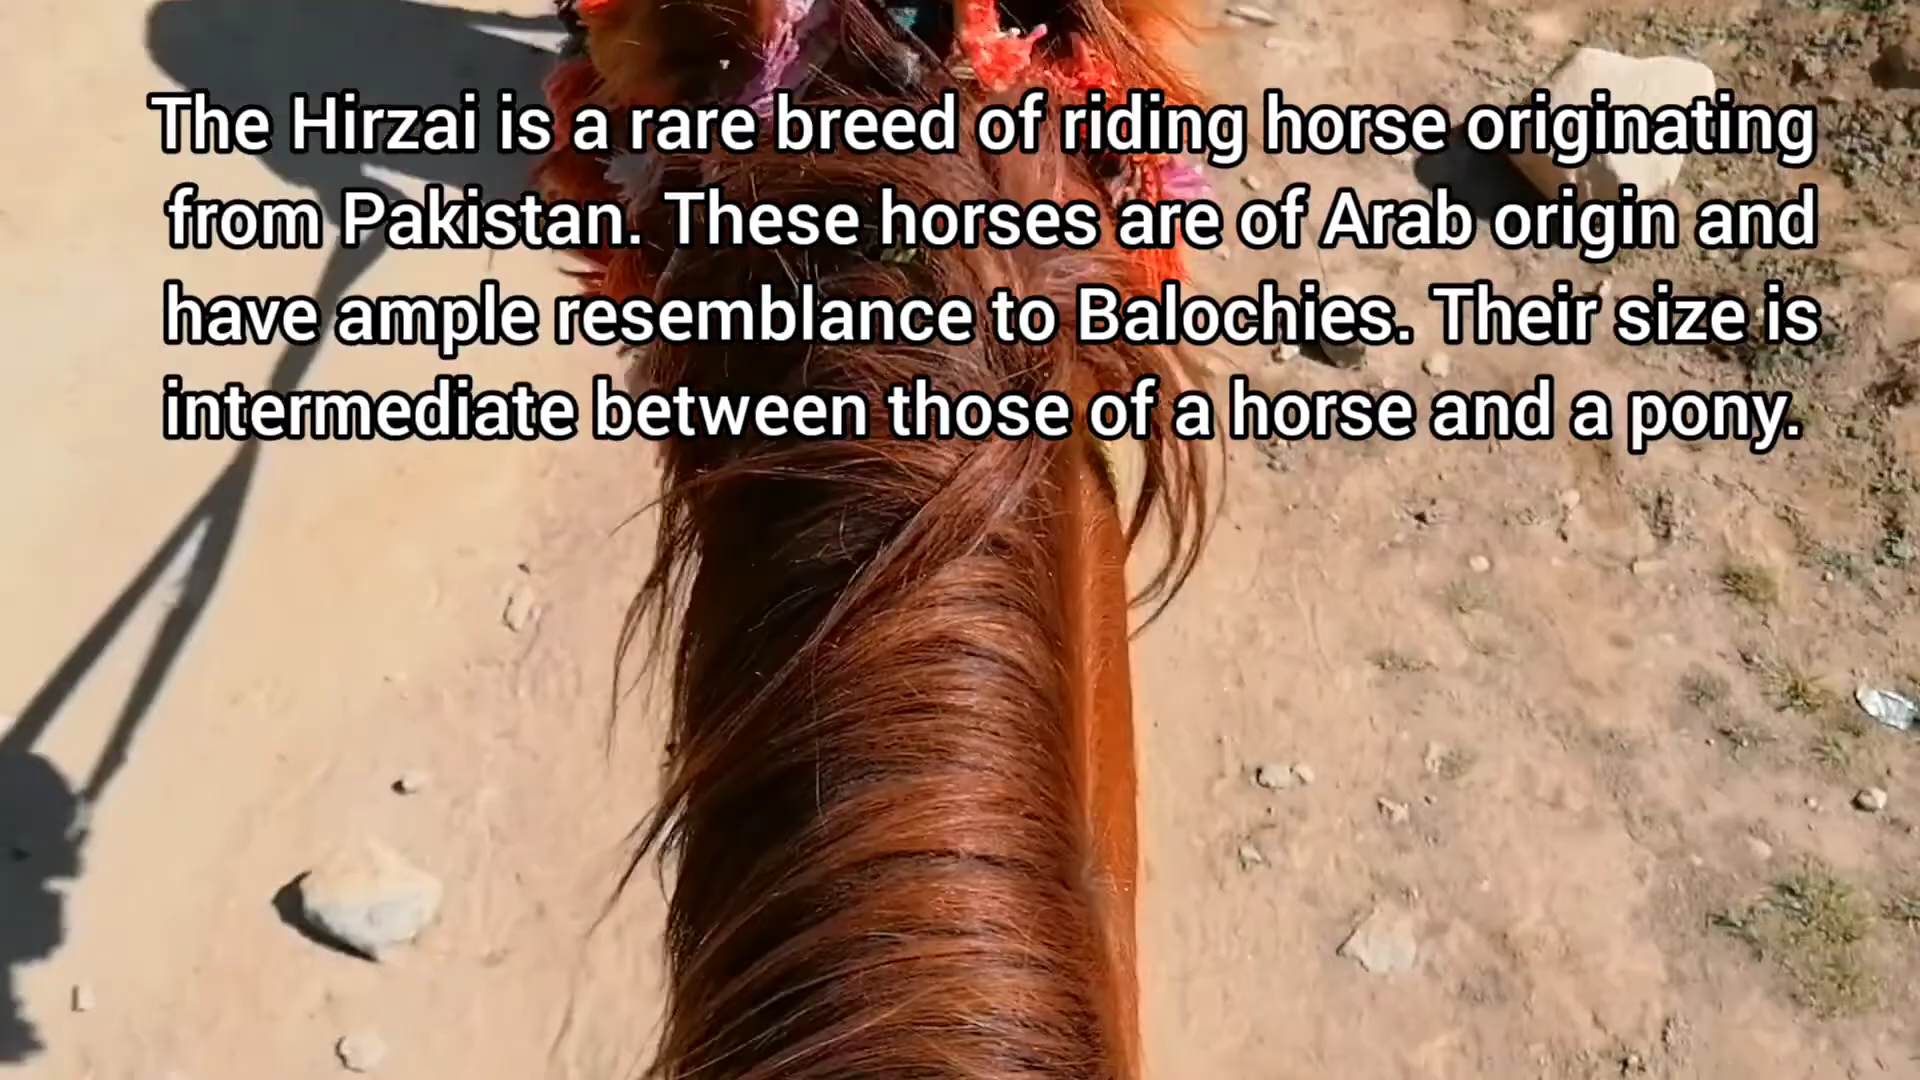 The Hirzai is a rare breed of riding horse originating
from Pakistan. These horses are of Arab origin and
have ample resemblance to Balochies. Their size is
intermediate between those of a horse and a pony.